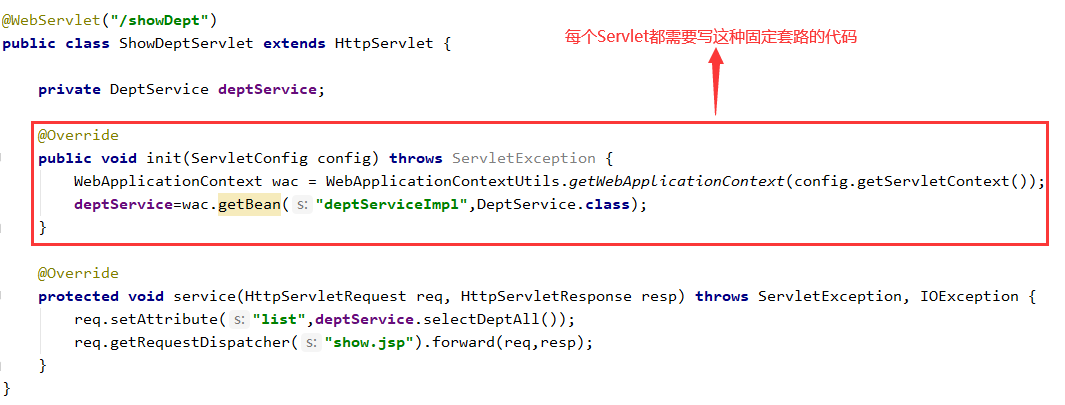 @WebServlet("/showDept")
public class ShowDeptServlet extends HttpServlet {
每个Servlet都需要写这种固定套路的代码
private DeptService deptService;
@Override
public void init(ServletConfig config) throws ServletException {
WebApplicationContext wac = WebApplicationContextUtils.getWebApplicationContext(config.getServletContext());
deptService=wac.getBean( s: "deptServiceImpl",DeptService.class);
}
@Override
protected void service(HttpServletRequest req, HttpServletResponse resp) throws ServletException, IOException {
req.setAttribute( s: "list",deptService.selectDeptAll());
req.getRequestDispatcher( s: "show.jsp").forward(req,resp);
}
}